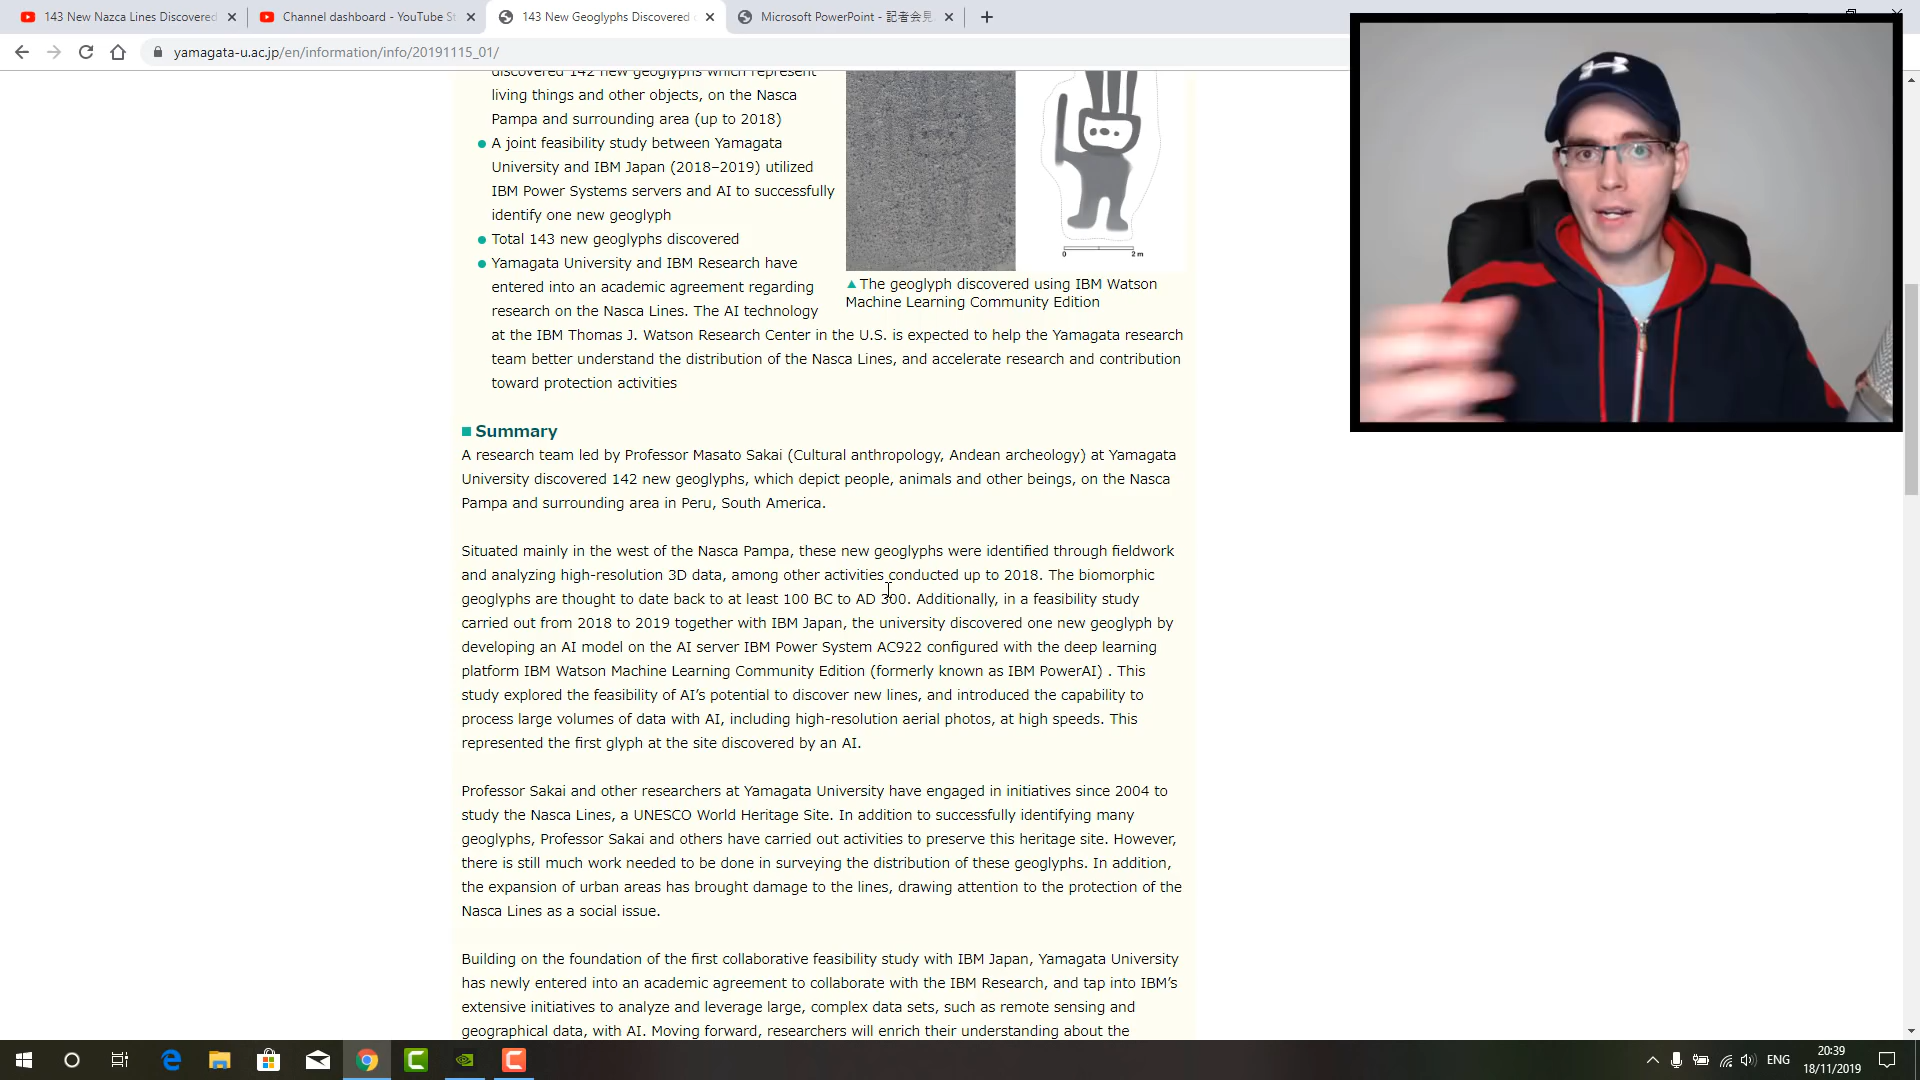 143 New Nazca Lines Discovered
Channel dashboard - YouTube St
143 New Geoglyphs Discovered
Microsoft PowerPoint - 記者会見
yamagata-u.ac.jp/en/information/info/20191115_01/
discovered 142 new geoglyphs which represent
living things and other objects, on the Nasca
Pampa and surrounding area (up to 2018)
A joint feasibility study between Yamagata
University and IBM Japan (2018–2019) utilized
IBM Power Systems servers and AI to successfully
identify one new geoglyph
Total 143 new geoglyphs discovered
Yamagata University and IBM Research have
entered into an academic agreement regarding
research on the Nasca Lines. The AI technology
at the IBM Thomas J. Watson Research Center in the U.S. is expected to help the Yamagata research
team better understand the distribution of the Nasca Lines, and accelerate research and contribution
toward protection activities
0 2m
▲The geoglyph discovered using IBM Watson
Machine Learning Community Edition
■ Summary
A research team led by Professor Masato Sakai (Cultural anthropology, Andean archeology) at Yamagata
University discovered 142 new geoglyphs, which depict people, animals and other beings, on the Nasca
Pampa and surrounding area in Peru, South America.
Situated mainly in the west of the Nasca Pampa, these new geoglyphs were identified through fieldwork
and analyzing high-resolution 3D data, among other activities conducted up to 2018. The biomorphic
geoglyphs are thought to date back to at least 100 BC to AD 300. Additionally, in a feasibility study
carried out from 2018 to 2019 together with IBM Japan, the university discovered one new geoglyph by
developing an AI model on the AI server IBM Power System AC922 configured with the deep learning
platform IBM Watson Machine Learning Community Edition (formerly known as IBM PowerAI) . This
study explored the feasibility of AI’s potential to discover new lines, and introduced the capability to
process large volumes of data with AI, including high-resolution aerial photos, at high speeds. This
represented the first glyph at the site discovered by an AI.
Professor Sakai and other researchers at Yamagata University have engaged in initiatives since 2004 to
study the Nasca Lines, a UNESCO World Heritage Site. In addition to successfully identifying many
geoglyphs, Professor Sakai and others have carried out activities to preserve this heritage site. However,
there is still much work needed to be done in surveying the distribution of these geoglyphs. In addition,
the expansion of urban areas has brought damage to the lines, drawing attention to the protection of the
Nasca Lines as a social issue.
Building on the foundation of the first collaborative feasibility study with IBM Japan, Yamagata University
has newly entered into an academic agreement to collaborate with the IBM Research, and tap into IBM’s
extensive initiatives to analyze and leverage large, complex data sets, such as remote sensing and
geographical data, with AI. Moving forward, researchers will enrich their understanding about the
ENG
20:39
18/11/2019